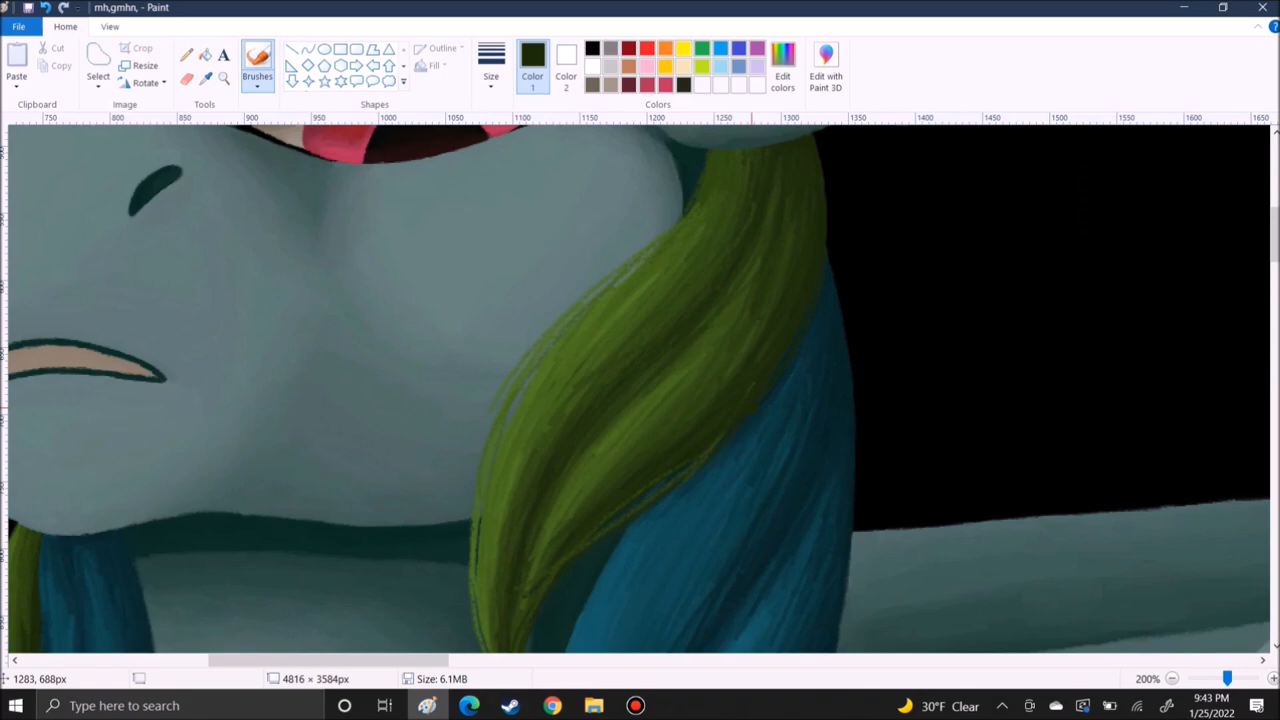 mh,gmhn, - Paint
File
Home
View
Paste
Cut
Copy
Clipboard
Select
Crop
Resize
Rotate
Image
A
Tools
Brushes
Shapes
Outline
Fill
Size
Color 1
Color 2
Colors
Edit colors
Edit with Paint 3D
750 800 850 900 950 1000 1050 1100 1150 1200 1250 1300 1350 1400 1450 1500 1550 1600 1650
1283, 688px
4816 × 3584px
Size: 6.1MB
200%
Type here to search
30°F Clear
9:43 PM
1/25/2022